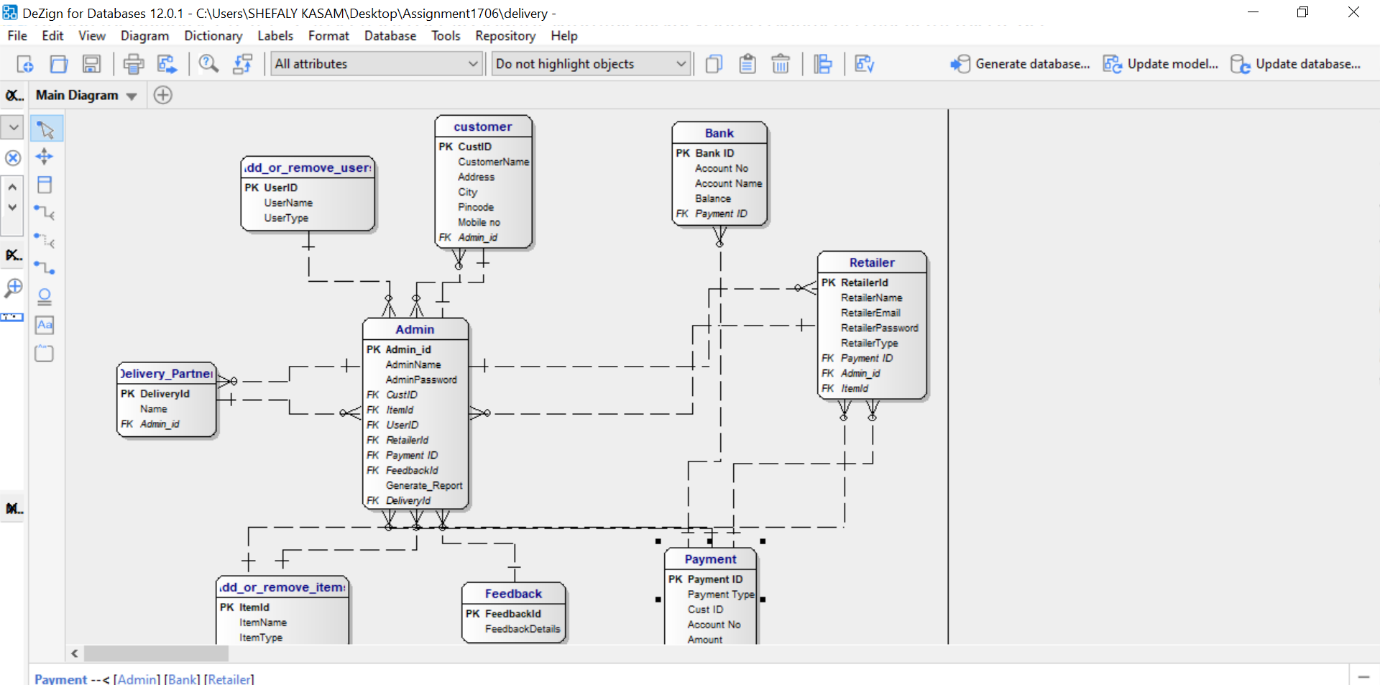 DeZign for Databases 12.0.1 - C:\Users\SHEFALY KASAM\Desktop\Assignment1706\delivery -
File Edit View Diagram Dictionary Labels Format Database Tools Repository Help
All attributes
Do not highlight objects
Generate database...
Update model...
Update database...
Main Diagram
customer
PK CustID
CustomerName
Address
City
Pincode
Mobile no
FK Admin_id
Bank
PK Bank ID
Account No
Account Name
Balance
FK Payment ID
dd_or_remove_user
PK UserID
UserName
UserType
Retailer
PK RetailerId
RetailerName
RetailerEmail
RetailerPassword
RetailerType
FK Payment ID
FK Admin_id
FK ItemId
Admin
PK Admin_id
AdminName
AdminPassword
FK CustID
FK ItemId
FK UserID
FK RetailerId
FK Payment ID
FK FeedbackId
Generate_Report
FK DeliveryId
Delivery_Partner
PK DeliveryId
Name
FK Admin_id
dd_or_remove_item
PK ItemId
ItemName
ItemType
Feedback
PK FeedbackId
FeedbackDetails
Payment
PK Payment ID
Payment Type
Cust ID
Account No
Amount
Aa
Payment --< [Admin] [Bank] [Retailer]